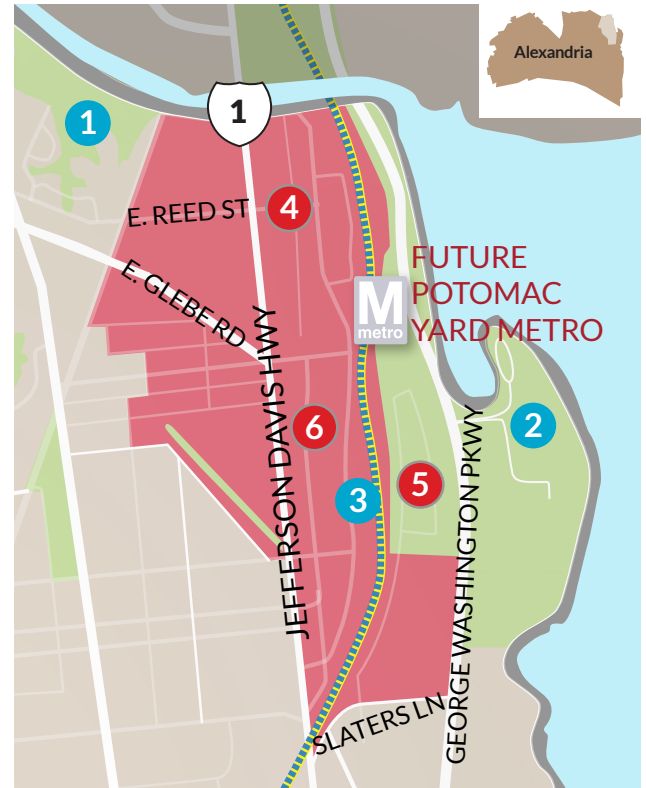 Alexandria
1
1
E. REED ST
4
E. GLEBE RD
M
metro
FUTURE
POTOMAC
YARD METRO
JEFFERSON DAVIS HWY
6
2
5
3
GEORGE WASHINGTON PKWY
SLATERS LN